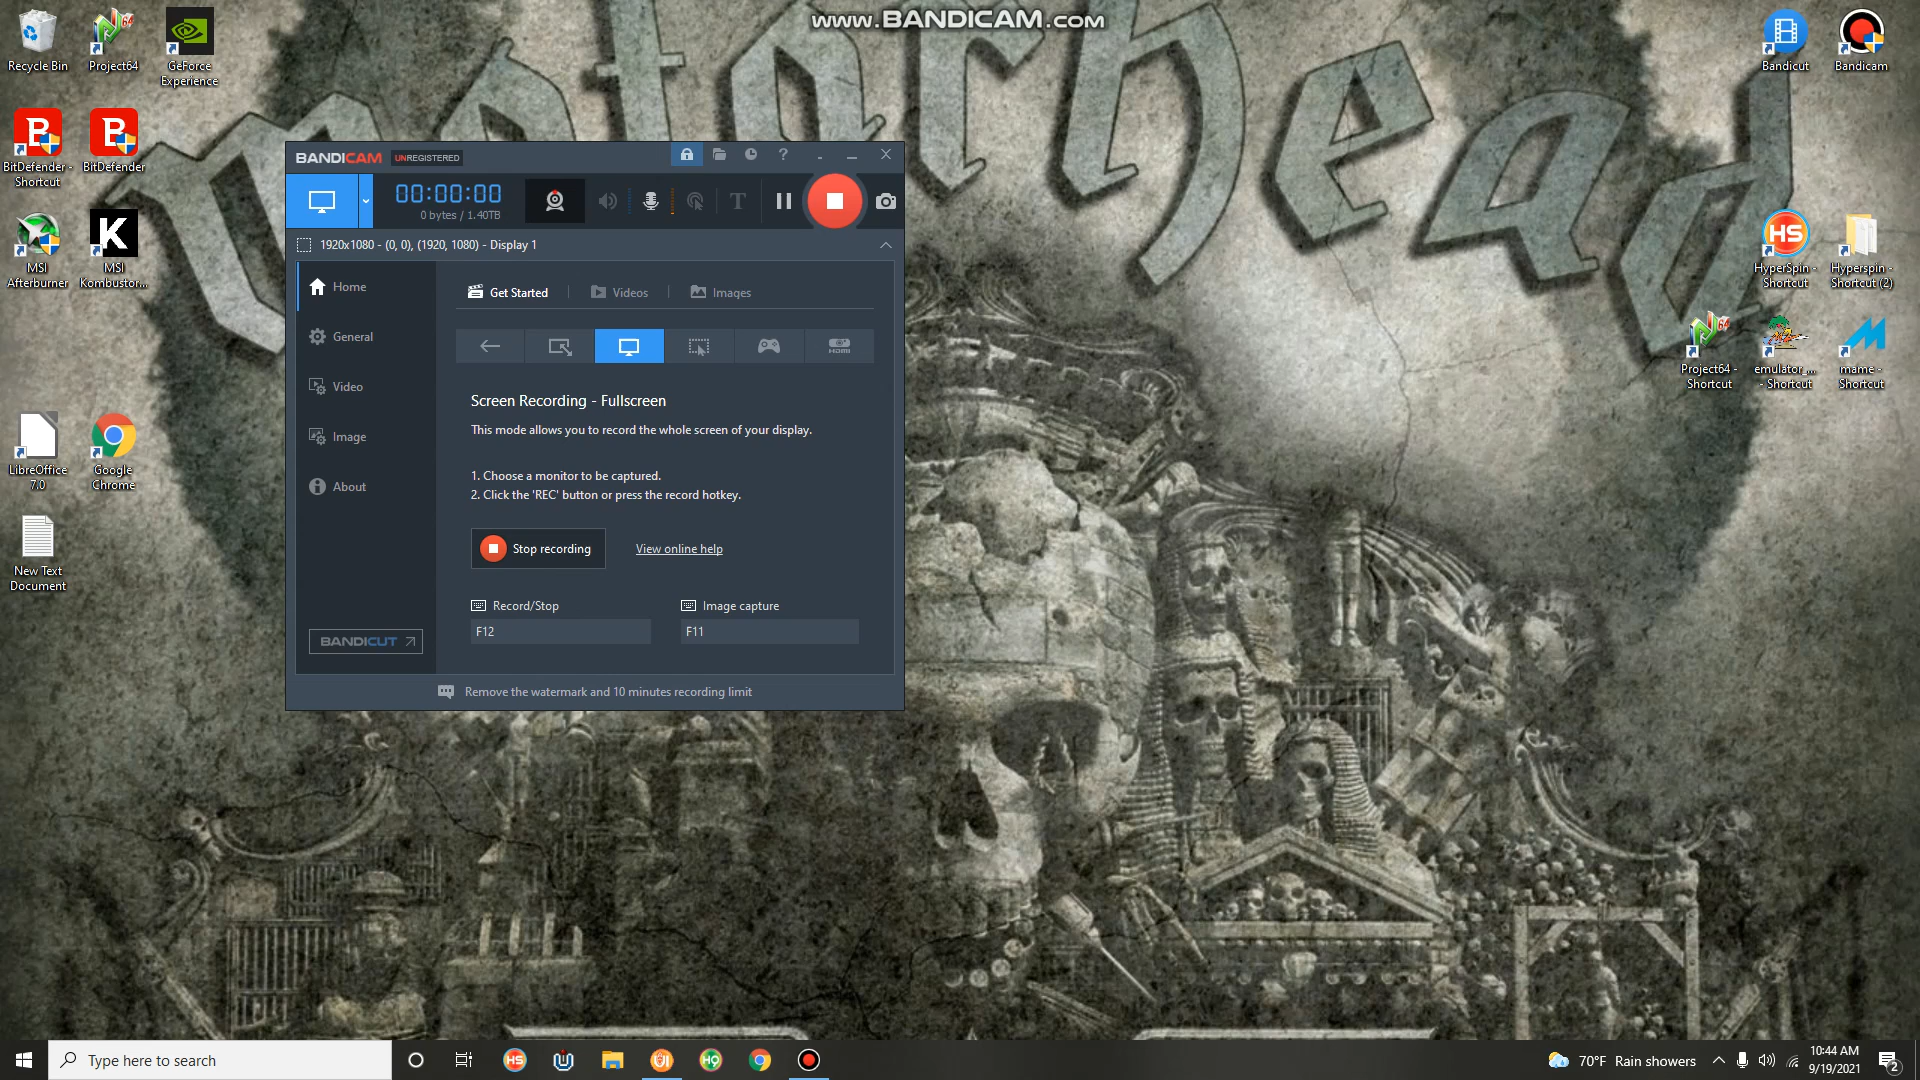 www.BANDICAM.com
Recycle Bin
Project64
GeForce Experience
BitDefender - Shortcut
BitDefender
MSI Afterburner
MSI Kombustor...
LibreOffice 7.0
Google Chrome
New Text Document
Bandicut
Bandicam
HyperSpin - Shortcut
Hyperspin - Shortcut (2)
Project64 - Shortcut
emulator_... - Shortcut
mame - Shortcut
Motorhead
BANDICAM UNREGISTERED
00:00:00
0 bytes / 1.40TB
1920x1080 - (0, 0), (1920, 1080) - Display 1
Home
General
Video
Image
About
BANDICUT
Get Started
Videos
Images
HDMI
Screen Recording - Fullscreen
This mode allows you to record the whole screen of your display.
1. Choose a monitor to be captured.
2. Click the 'REC' button or press the record hotkey.
Stop recording
View online help
Record/Stop
Image capture
F12
F11
Remove the watermark and 10 minutes recording limit
Type here to search
70°F Rain showers
10:44 AM
9/19/2021
2